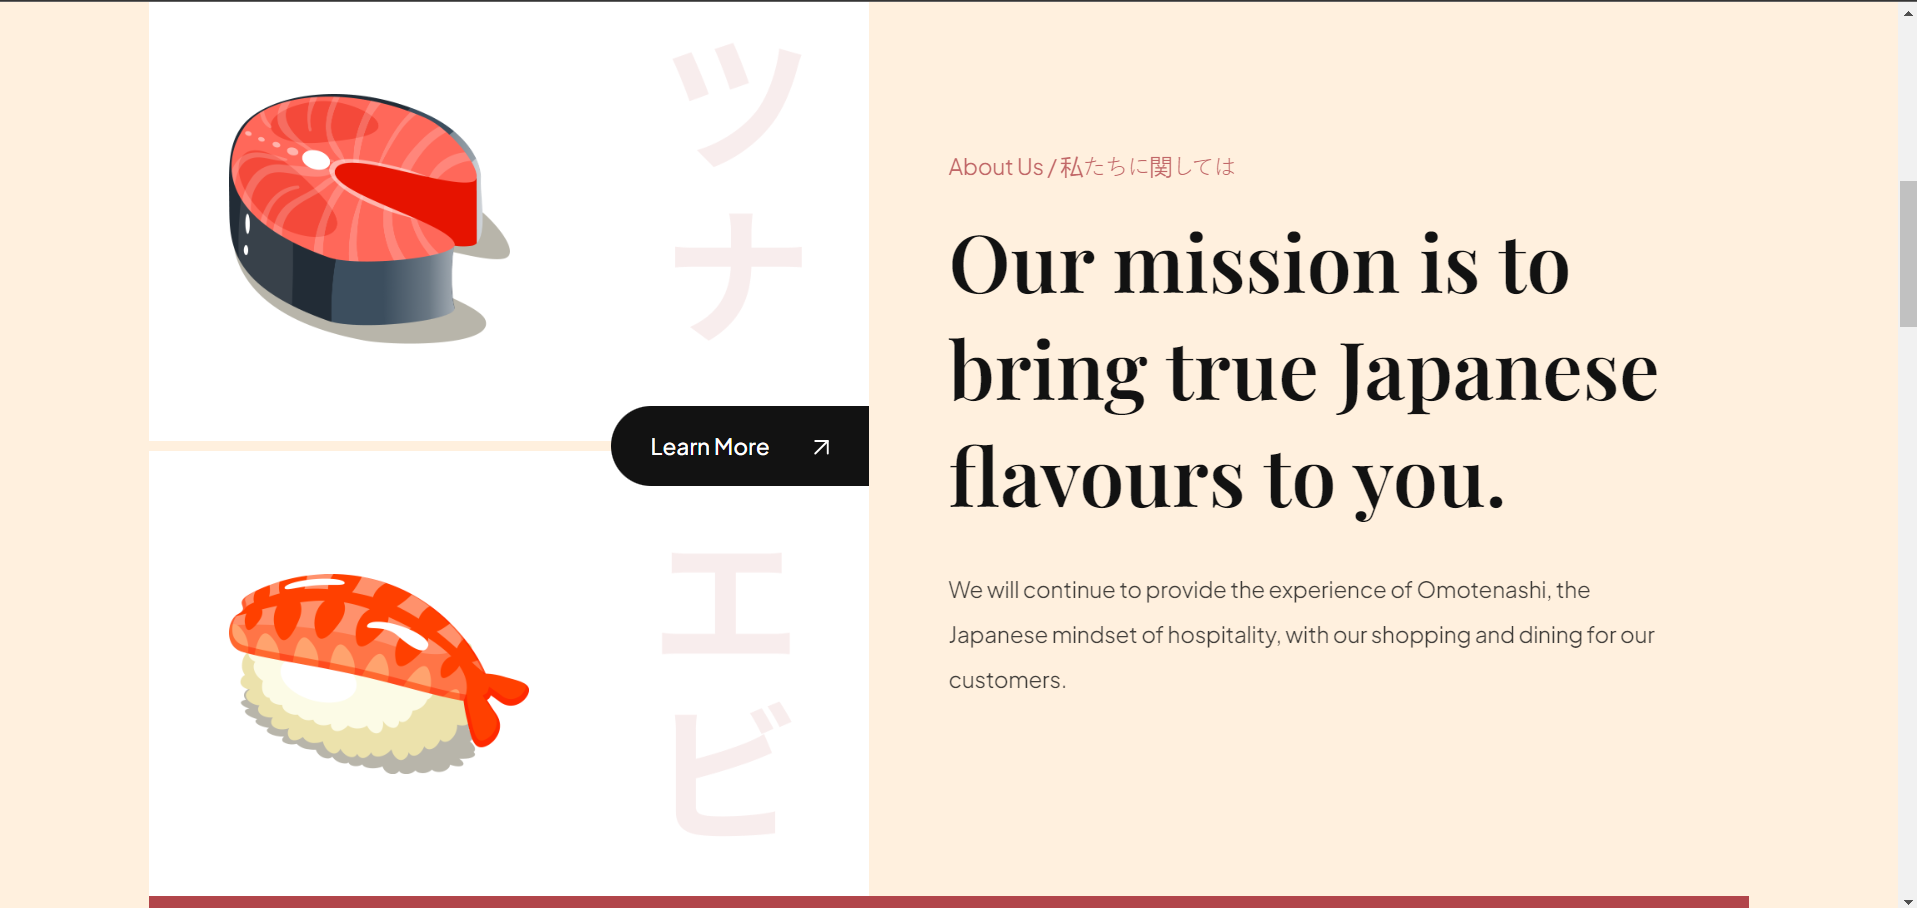 ツナ
Learn More
エビ
About Us / 私たちに関しては
Our mission is to
bring true Japanese
flavours to you.
We will continue to provide the experience of Omotenashi, the
Japanese mindset of hospitality, with our shopping and dining for our
customers.